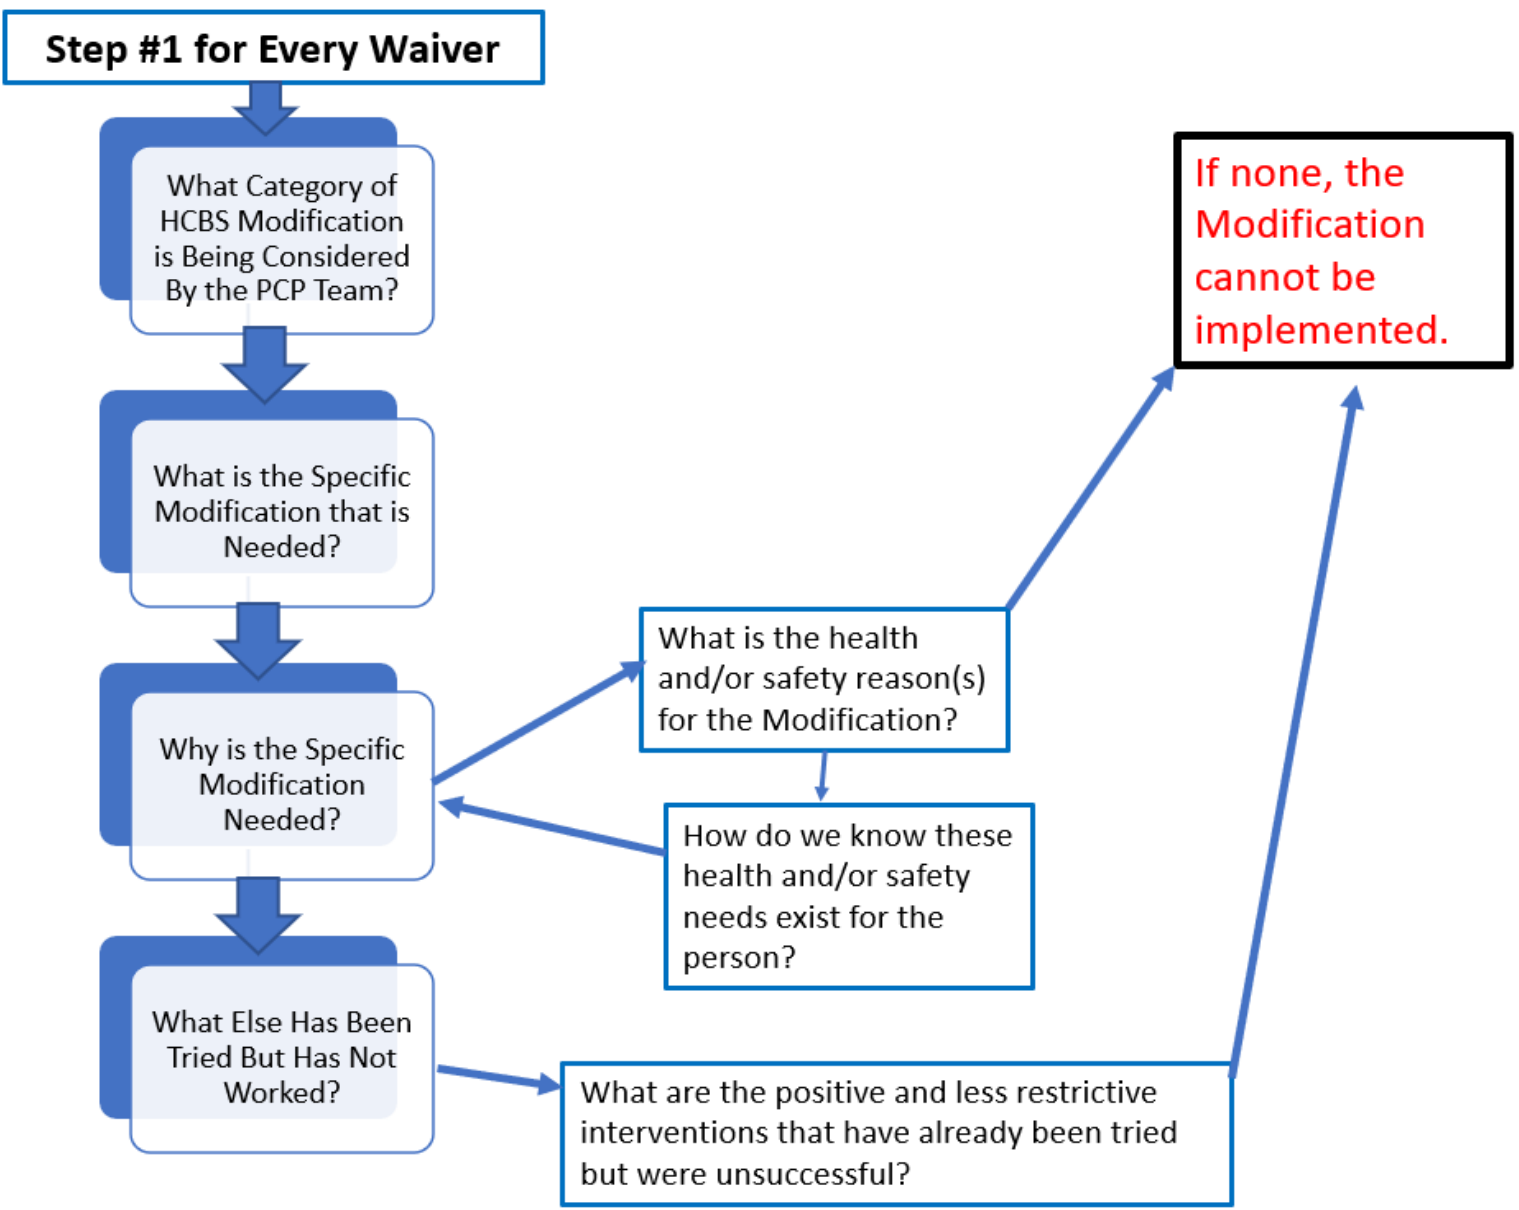 Step #1 for Every Waiver
What Category of
HCBS Modification
is Being Considered
By the PCP Team?
If none, the
Modification
cannot be
implemented.
What is the Specific
Modification that is
Needed?
Why is the Specific
Modification
Needed?
What is the health
and/or safety reason(s)
for the Modification?
How do we know these
health and/or safety
needs exist for the
person?
What Else Has Been
Tried But Has Not
Worked?
What are the positive and less restrictive
interventions that have already been tried
but were unsuccessful?